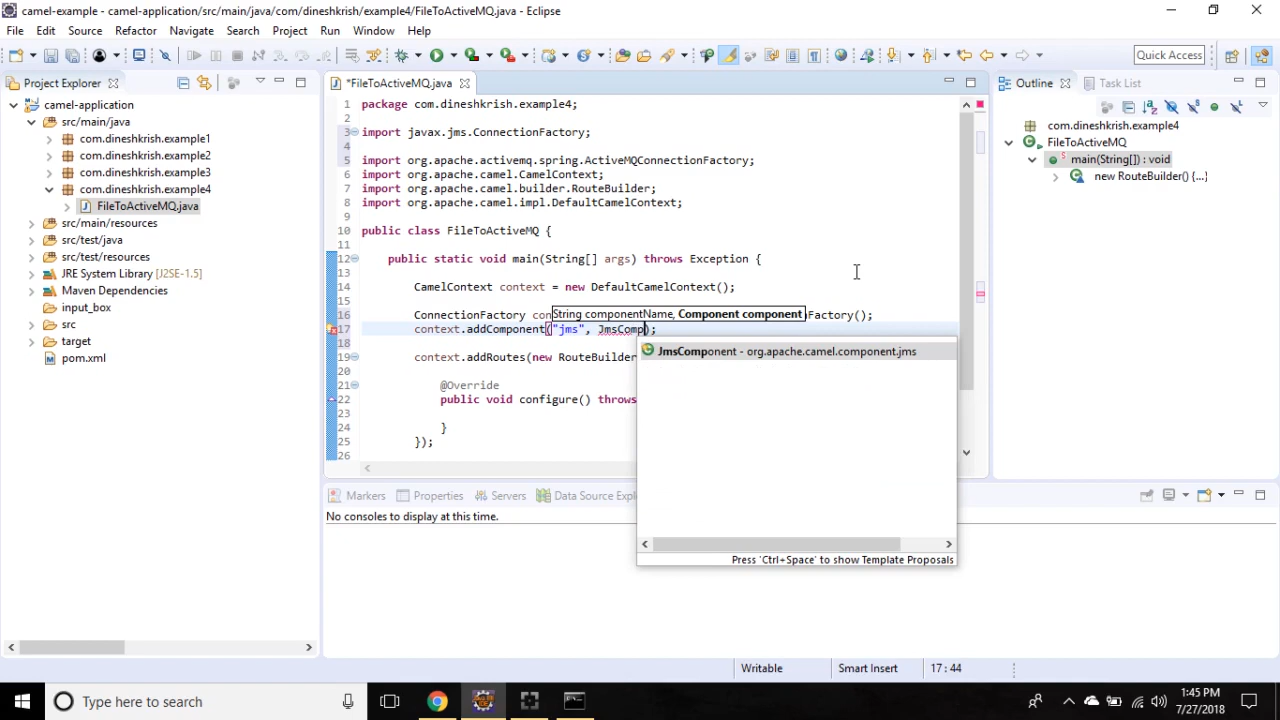 camel-example - camel-application/src/main/java/com/dineshkrish/example4/FileToActiveMQ.java - Eclipse
File Edit Source Refactor Navigate Search Project Run Window Help
Quick Access
Project Explorer
*FileToActiveMQ.java
Outline
Task List
camel-application
src/main/java
com.dineshkrish.example1
com.dineshkrish.example2
com.dineshkrish.example3
com.dineshkrish.example4
FileToActiveMQ.java
src/main/resources
src/test/java
src/test/resources
JRE System Library [J2SE-1.5]
Maven Dependencies
input_box
src
target
pom.xml
1 package com.dineshkrish.example4;
2
3 import javax.jms.ConnectionFactory;
4
5 import org.apache.activemq.spring.ActiveMQConnectionFactory;
6 import org.apache.camel.CamelContext;
7 import org.apache.camel.builder.RouteBuilder;
8 import org.apache.camel.impl.DefaultCamelContext;
9
10 public class FileToActiveMQ {
11
12 public static void main(String[] args) throws Exception {
13
14 CamelContext context = new DefaultCamelContext();
15
16 ConnectionFactory con Factory();
String componentName, Component component
17 context.addComponent("jms", JmsComp);
18
19 context.addRoutes(new RouteBuilder
20
21 @Override
22 public void configure() throws
23
24 }
25 });
26
JmsComponent - org.apache.camel.component.jms
Press 'Ctrl+Space' to show Template Proposals
com.dineshkrish.example4
FileToActiveMQ
main(String[]) : void
new RouteBuilder() {...}
Markers
Properties
Servers
Data Source Expl
No consoles to display at this time.
Writable
Smart Insert
17 : 44
Type here to search
1:45 PM
7/27/2018